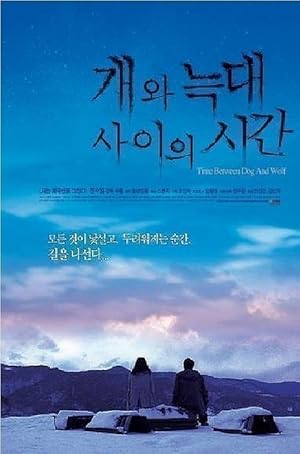 개와 늑대
사이의 시간
Time Between Dog And Wolf
모든 것이 낯설고, 두려워지는 순간,
길을 나선다...